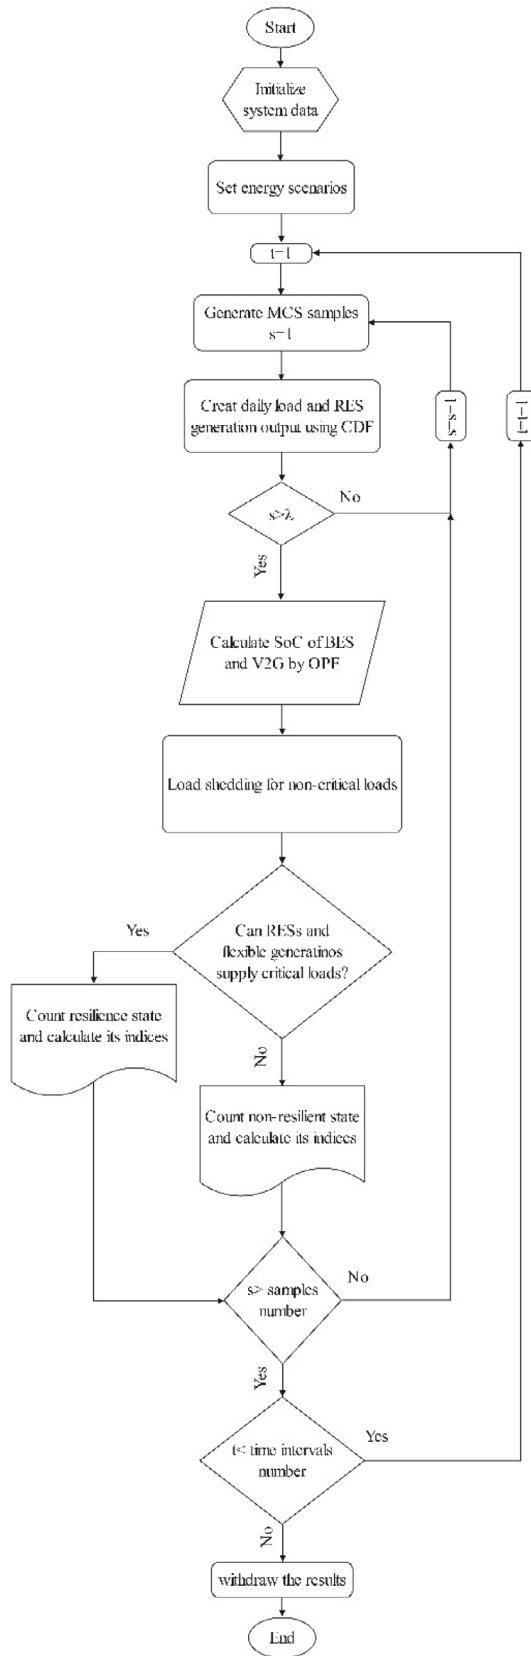 Start
Initialize
system data
Set energy scenarios
t=1
Generate MCS samples
s=1
Creat daily load and RES
generation output using CDF
s>λ
No
Yes
Calculate SoC of BES
and V2G by OPF
Load shedding for non-critical loads
Can RESs and
flexible generatinos
supply critical loads?
Yes
Count resilience state
and calculate its indices
No
Count non-resilient state
and calculate its indices
s> samples
number
No
Yes
t< time intervals
number
Yes
No
withdraw the results
End